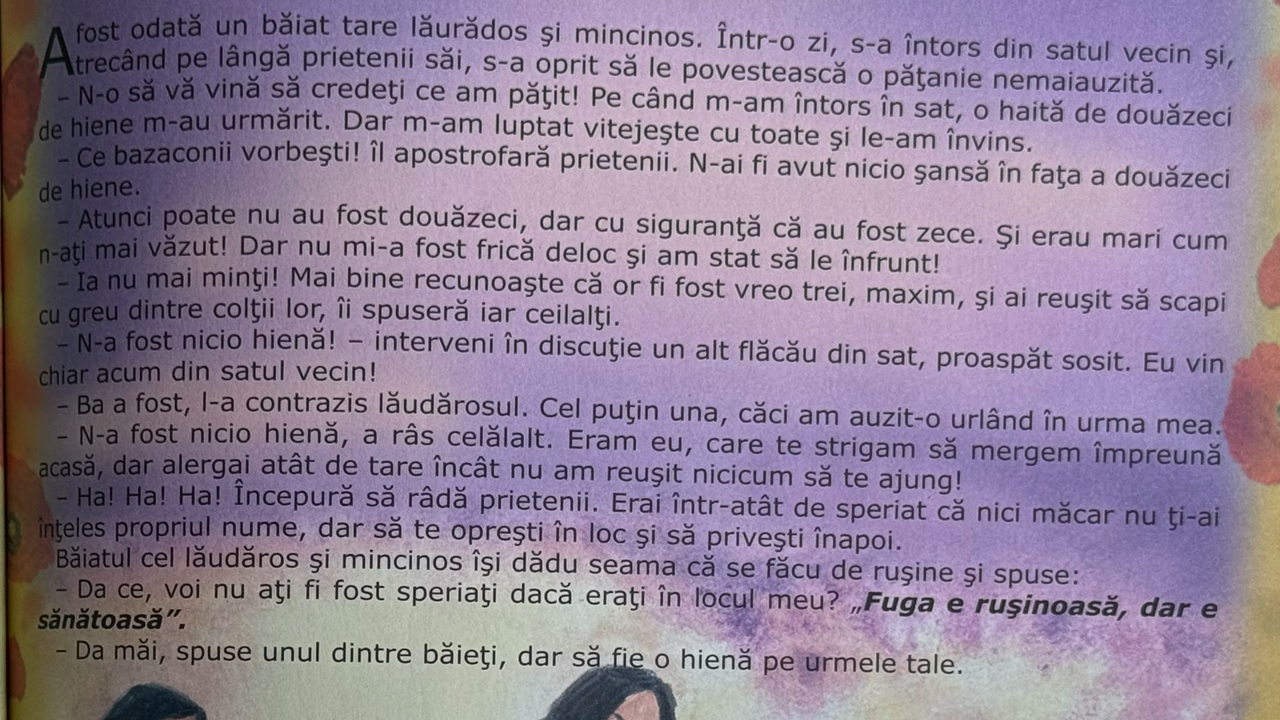 A fost odată un băiat tare lăurădos şi mincinos. Într-o zi, s-a întors din satul vecin şi,
trecând pe lângă prietenii săi, s-a oprit să le povestească o păţanie nemaiauzită.
– N-o să vă vină să credeţi ce am păţit! Pe când m-am întors în sat, o haită de douăzeci
de hiene m-au urmărit. Dar m-am luptat vitejeşte cu toate şi le-am învins.
– Ce bazaconii vorbeşti! îl apostrofară prietenii. N-ai fi avut nicio şansă în faţa a douăzeci
de hiene.
– Atunci poate nu au fost douăzeci, dar cu siguranţă că au fost zece. Şi erau mari cum
n-aţi mai văzut! Dar nu mi-a fost frică deloc şi am stat să le înfrunt!
– Ia nu mai minţi! Mai bine recunoaşte că or fi fost vreo trei, maxim, şi ai reuşit să scapi
cu greu dintre colţii lor, îi spuseră iar ceilalţi.
– N-a fost nicio hienă! – interveni în discuţie un alt flăcău din sat, proaspăt sosit. Eu vin
chiar acum din satul vecin!
– Ba a fost, l-a contrazis lăudărosul. Cel puţin una, căci am auzit-o urlând în urma mea.
– N-a fost nicio hienă, a râs celălalt. Eram eu, care te strigam să mergem împreună
acasă, dar alergai atât de tare încât nu am reuşit nicicum să te ajung!
– Ha! Ha! Ha! Începură să râdă prietenii. Erai într-atât de speriat că nici măcar nu ţi-ai
înţeles propriul nume, dar să te opreşti în loc şi să priveşti înapoi.
Băiatul cel lăudăros şi mincinos îşi dădu seama că se făcu de ruşine şi spuse:
– Da ce, voi nu aţi fi fost speriaţi dacă eraţi în locul meu? „Fuga e ruşinoasă, dar e
sănătoasă”.
– Da măi, spuse unul dintre băieţi, dar să fie o hienă pe urmele tale.